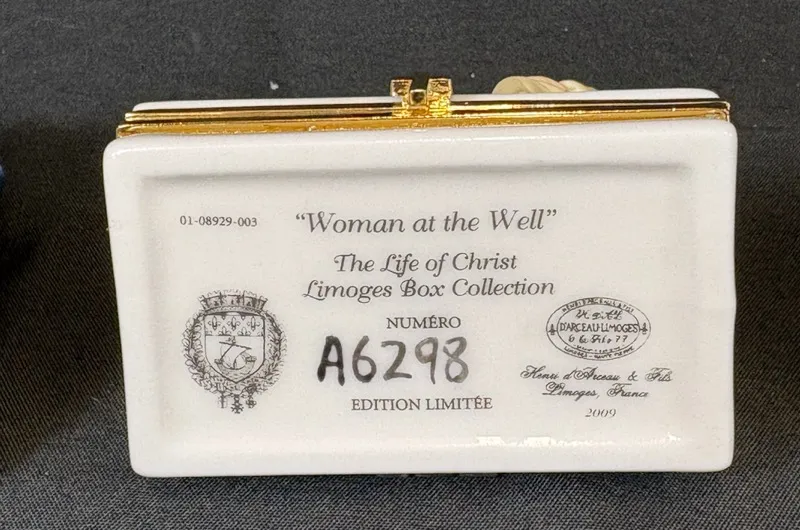 01-08929-003
“Woman at the Well”
The Life of Christ
Limoges Box Collection
NUMÉRO
A6298
EDITION LIMITÉE
D'ARCEAU-LIMOGES
Henri d'Arceau & Fils
Limoges, France
2009